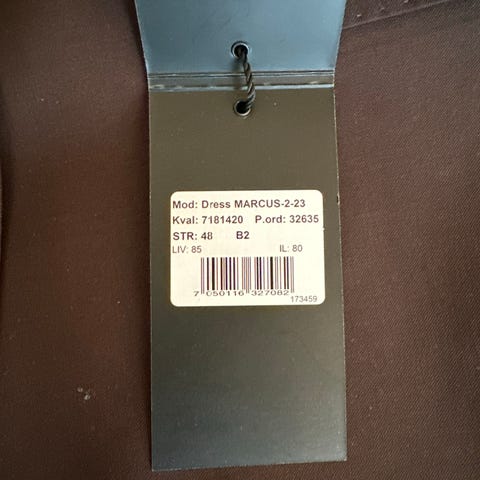 Mod: Dress MARCUS-2-23
Kval: 7181420 P.ord: 32635
STR: 48 B2
LIV: 85 IL: 80
7 050116 327082
173459